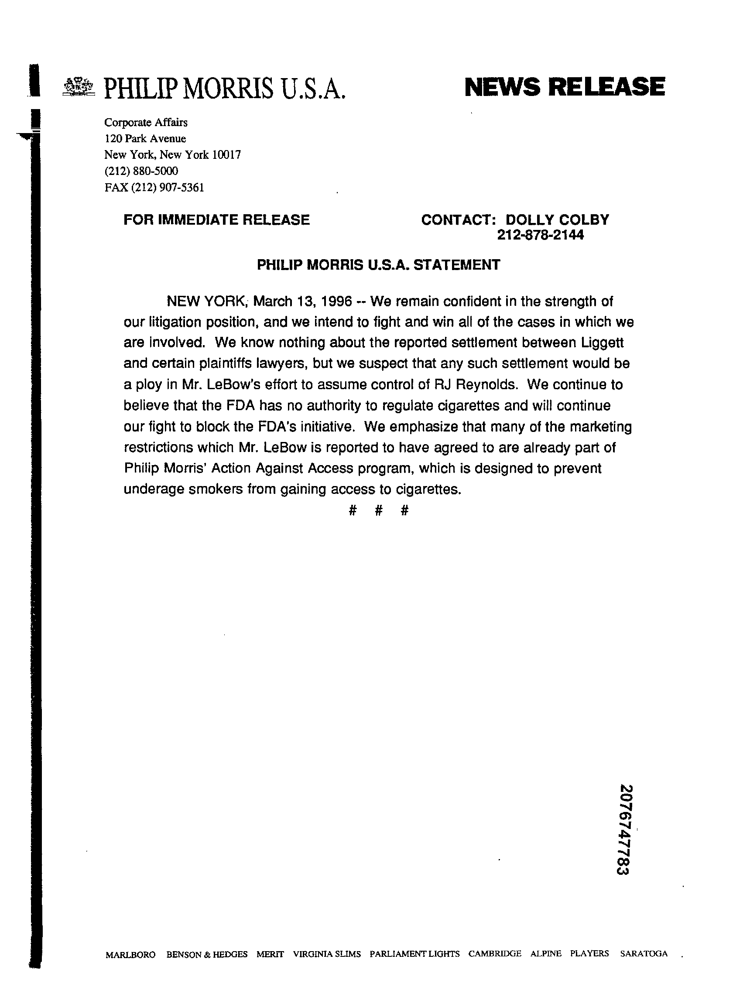 PHILIP MORRIS U.S.A.
NEWS RELEASE
Corporate Affairs
120 Park Avenue
New York, New York 10017
(212) 880-5000
FAX (212) 907-5361
FOR IMMEDIATE RELEASE
CONTACT: DOLLY COLBY
212-878-2144
PHILIP MORRIS U.S.A. STATEMENT
NEW YORK, March 13, 1996 -- We remain confident in the strength of
our litigation position, and we intend to fight and win all of the cases in which we
are involved. We know nothing about the reported settlement between Liggett
and certain plaintiffs lawyers, but we suspect that any such settlement would be
a ploy in Mr. LeBow's effort to assume control of RJ Reynolds. We continue to
believe that the FDA has no authority to regulate cigarettes and will continue
our fight to block the FDA's initiative. We emphasize that many of the marketing
restrictions which Mr. LeBow is reported to have agreed to are already part of
Philip Morris' Action Against Access program, which is designed to prevent
underage smokers from gaining access to cigarettes.
# # #
2076747783
MARLBORO BENSON & HEDGES MERIT VIRGINIA SLIMS PARLIAMENT LIGHTS CAMBRIDGE ALPINE PLAYERS SARATOGA